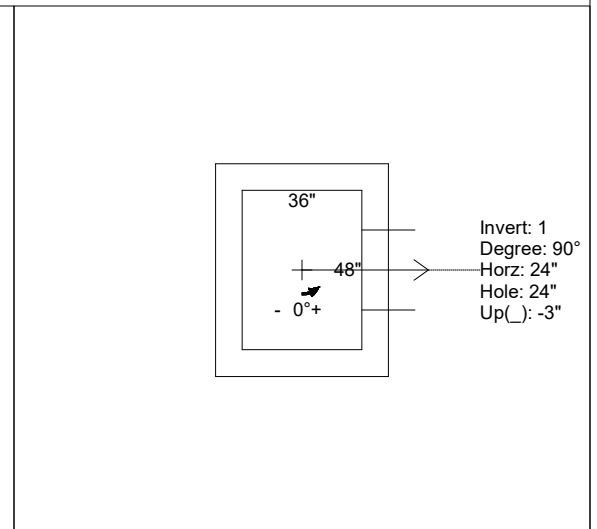 36"
48"
- 0°+
Invert: 1
Degree: 90°
Horz: 24"
Hole: 24"
Up(_): -3"